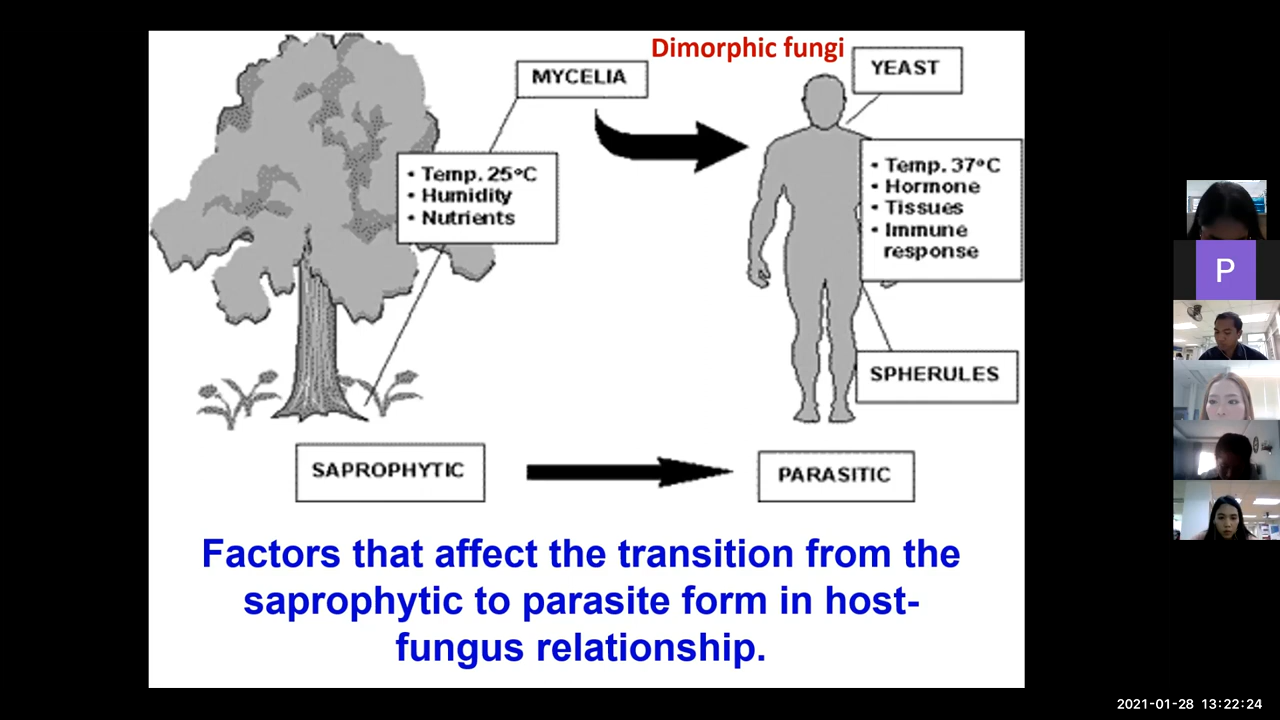 Dimorphic fungi
MYCELIA
YEAST
• Temp. 25°C
• Humidity
• Nutrients
• Temp. 37°C
• Hormone
• Tissues
• Immune
response
SPHERULES
SAPROPHYTIC
PARASITIC
Factors that affect the transition from the
saprophytic to parasite form in host-
fungus relationship.
P
2021-01-28 13:22:24